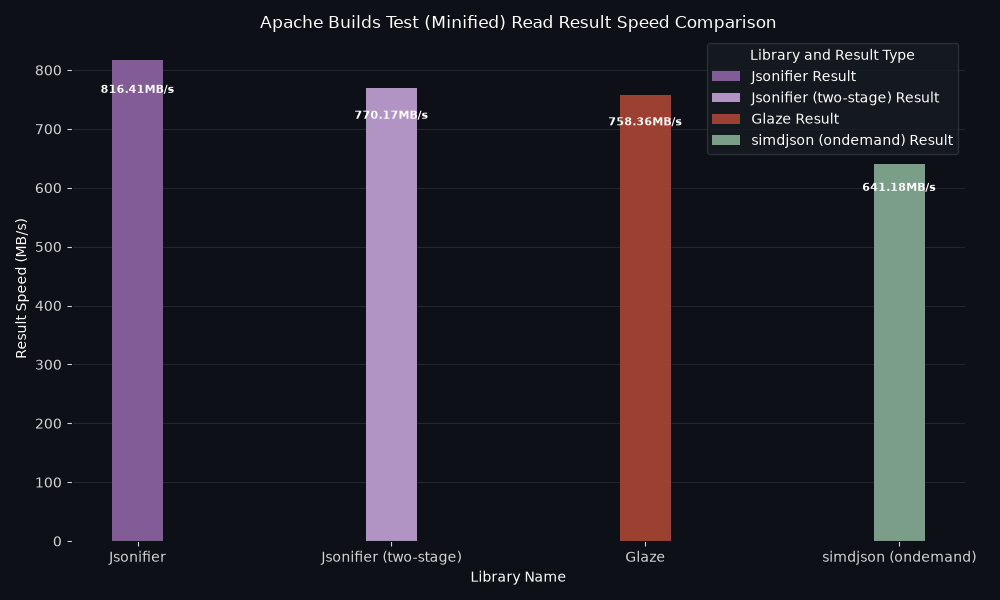 Apache Builds Test (Minified) Read Result Speed Comparison
Library and Result Type
Jsonifier Result
Jsonifier (two-stage) Result
Glaze Result
simdjson (ondemand) Result
816.41MB/s
770.17MB/s
758.36MB/s
641.18MB/s
Result Speed (MB/s)
800
700
600
500
400
300
200
100
0
Jsonifier
Jsonifier (two-stage)
Glaze
simdjson (ondemand)
Library Name